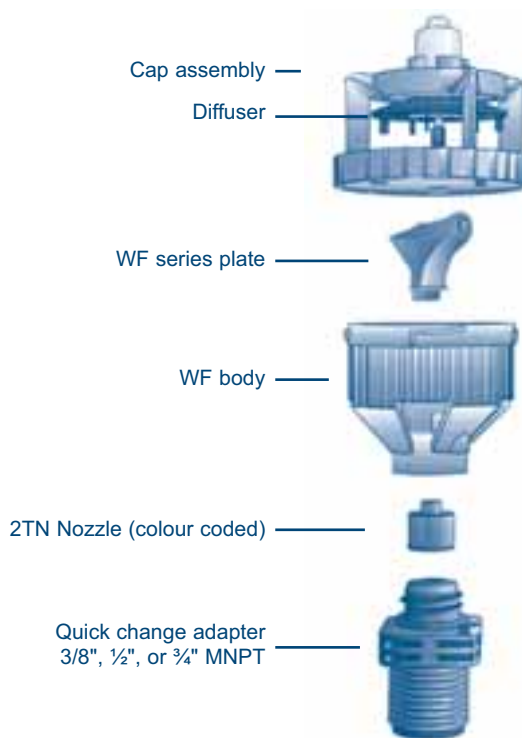 Cap assembly
Diffuser
WF series plate
WF body
2TN Nozzle (colour coded)
Quick change adapter
3/8", ½", or ¾" MNPT